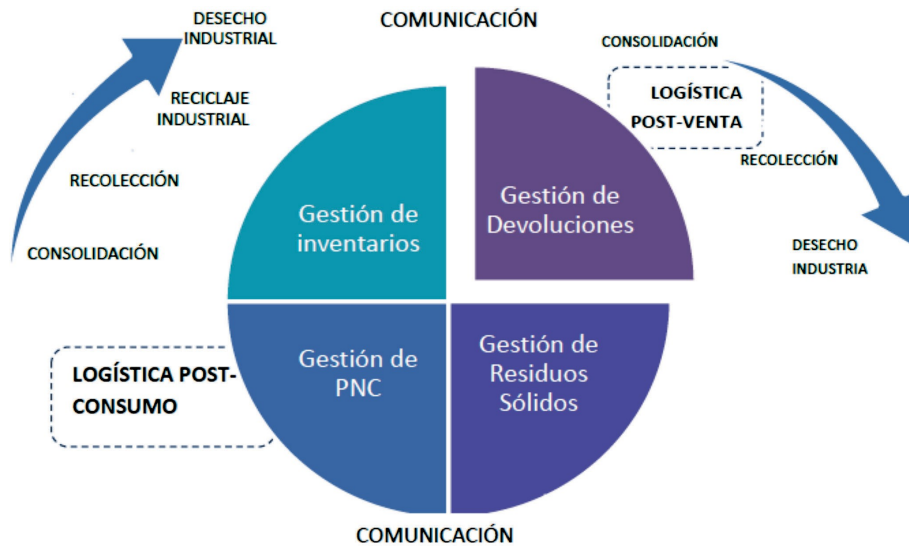 COMUNICACIÓN
DESECHO
INDUSTRIAL
RECICLAJE
INDUSTRIAL
RECOLECCIÓN
CONSOLIDACIÓN
CONSOLIDACIÓN
LOGÍSTICA
POST-VENTA
RECOLECCIÓN
DESECHO
INDUSTRIA
Gestión de
inventarios
Gestión de
Devoluciones
Gestión de
PNC
Gestión de
Residuos
Sólidos
LOGÍSTICA POST-
CONSUMO
COMUNICACIÓN